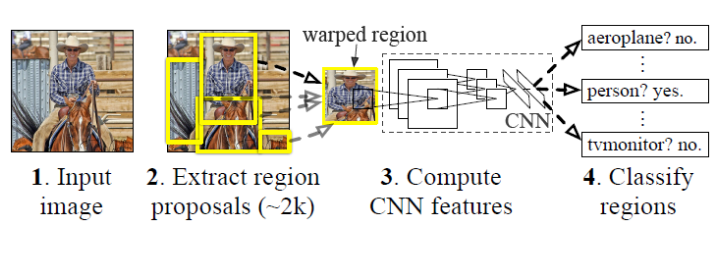 warped region
aeroplane? no.
person? yes.
CNN
tvmonitor? no.
1. Input
image
2. Extract region
proposals (~2k)
3. Compute
CNN features
4. Classify
regions